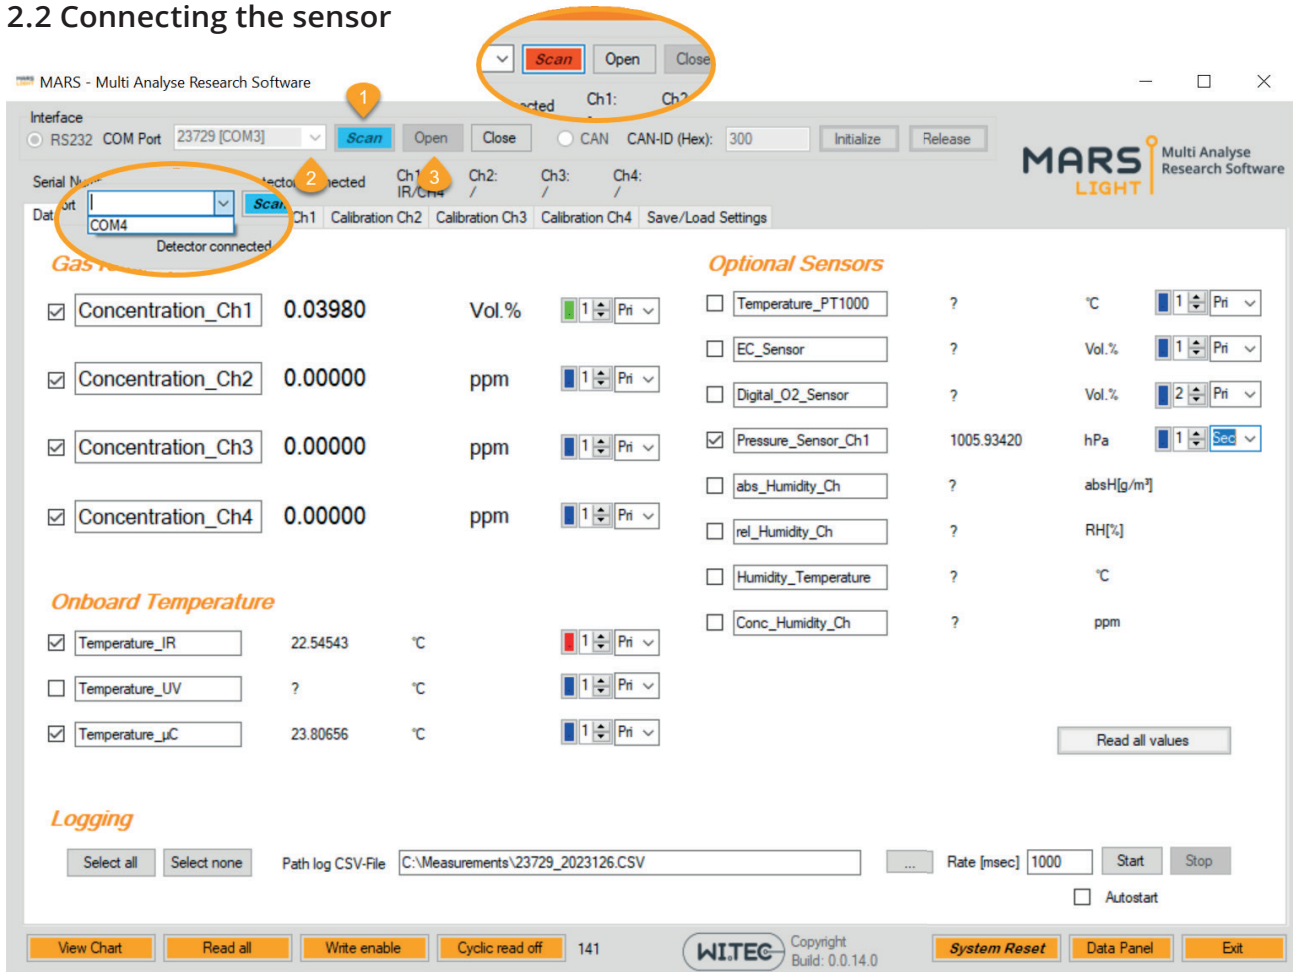 2.2 Connecting the sensor
Scan Open Close
Ch1: Ch2
MARS - Multi Analyse Research Software
1
Interface
RS232 COM Port 23729 [COM3] Scan Open Close CAN CAN-ID (Hex): 300 Initialize Release
MARS LIGHT Multi Analyse
Research Software
2 3
Ch2: Ch3: Ch4:
/ / /
COM4
Detector connected
Ch1 Calibration Ch2 Calibration Ch3 Calibration Ch4 Save/Load Settings
Gas
Concentration_Ch1 0.03980 Vol.% 1 Pri
Concentration_Ch2 0.00000 ppm 1 Pri
Concentration_Ch3 0.00000 ppm 1 Pri
Concentration_Ch4 0.00000 ppm 1 Pri
Onboard Temperature
Temperature_IR 22.54543 °C 1 Pri
Temperature_UV ? °C 1 Pri
Temperature_µC 23.80656 °C 1 Pri
Optional Sensors
Temperature_PT1000 ? °C 1 Pri
EC_Sensor ? Vol.% 1 Pri
Digital_O2_Sensor ? Vol.% 2 Pri
Pressure_Sensor_Ch1 1005.93420 hPa 1 Sec
abs_Humidity_Ch ? absH[g/m³]
rel_Humidity_Ch ? RH[%]
Humidity_Temperature ? °C
Conc_Humidity_Ch ? ppm
Read all values
Logging
Select all Select none Path log CSV-File C:\Measurements\23729_2023126.CSV ... Rate [msec] 1000 Start Stop
Autostart
View Chart Read all Write enable Cyclic read off 141 WI.TEC Copyright
Build: 0.0.14.0
System Reset Data Panel Exit